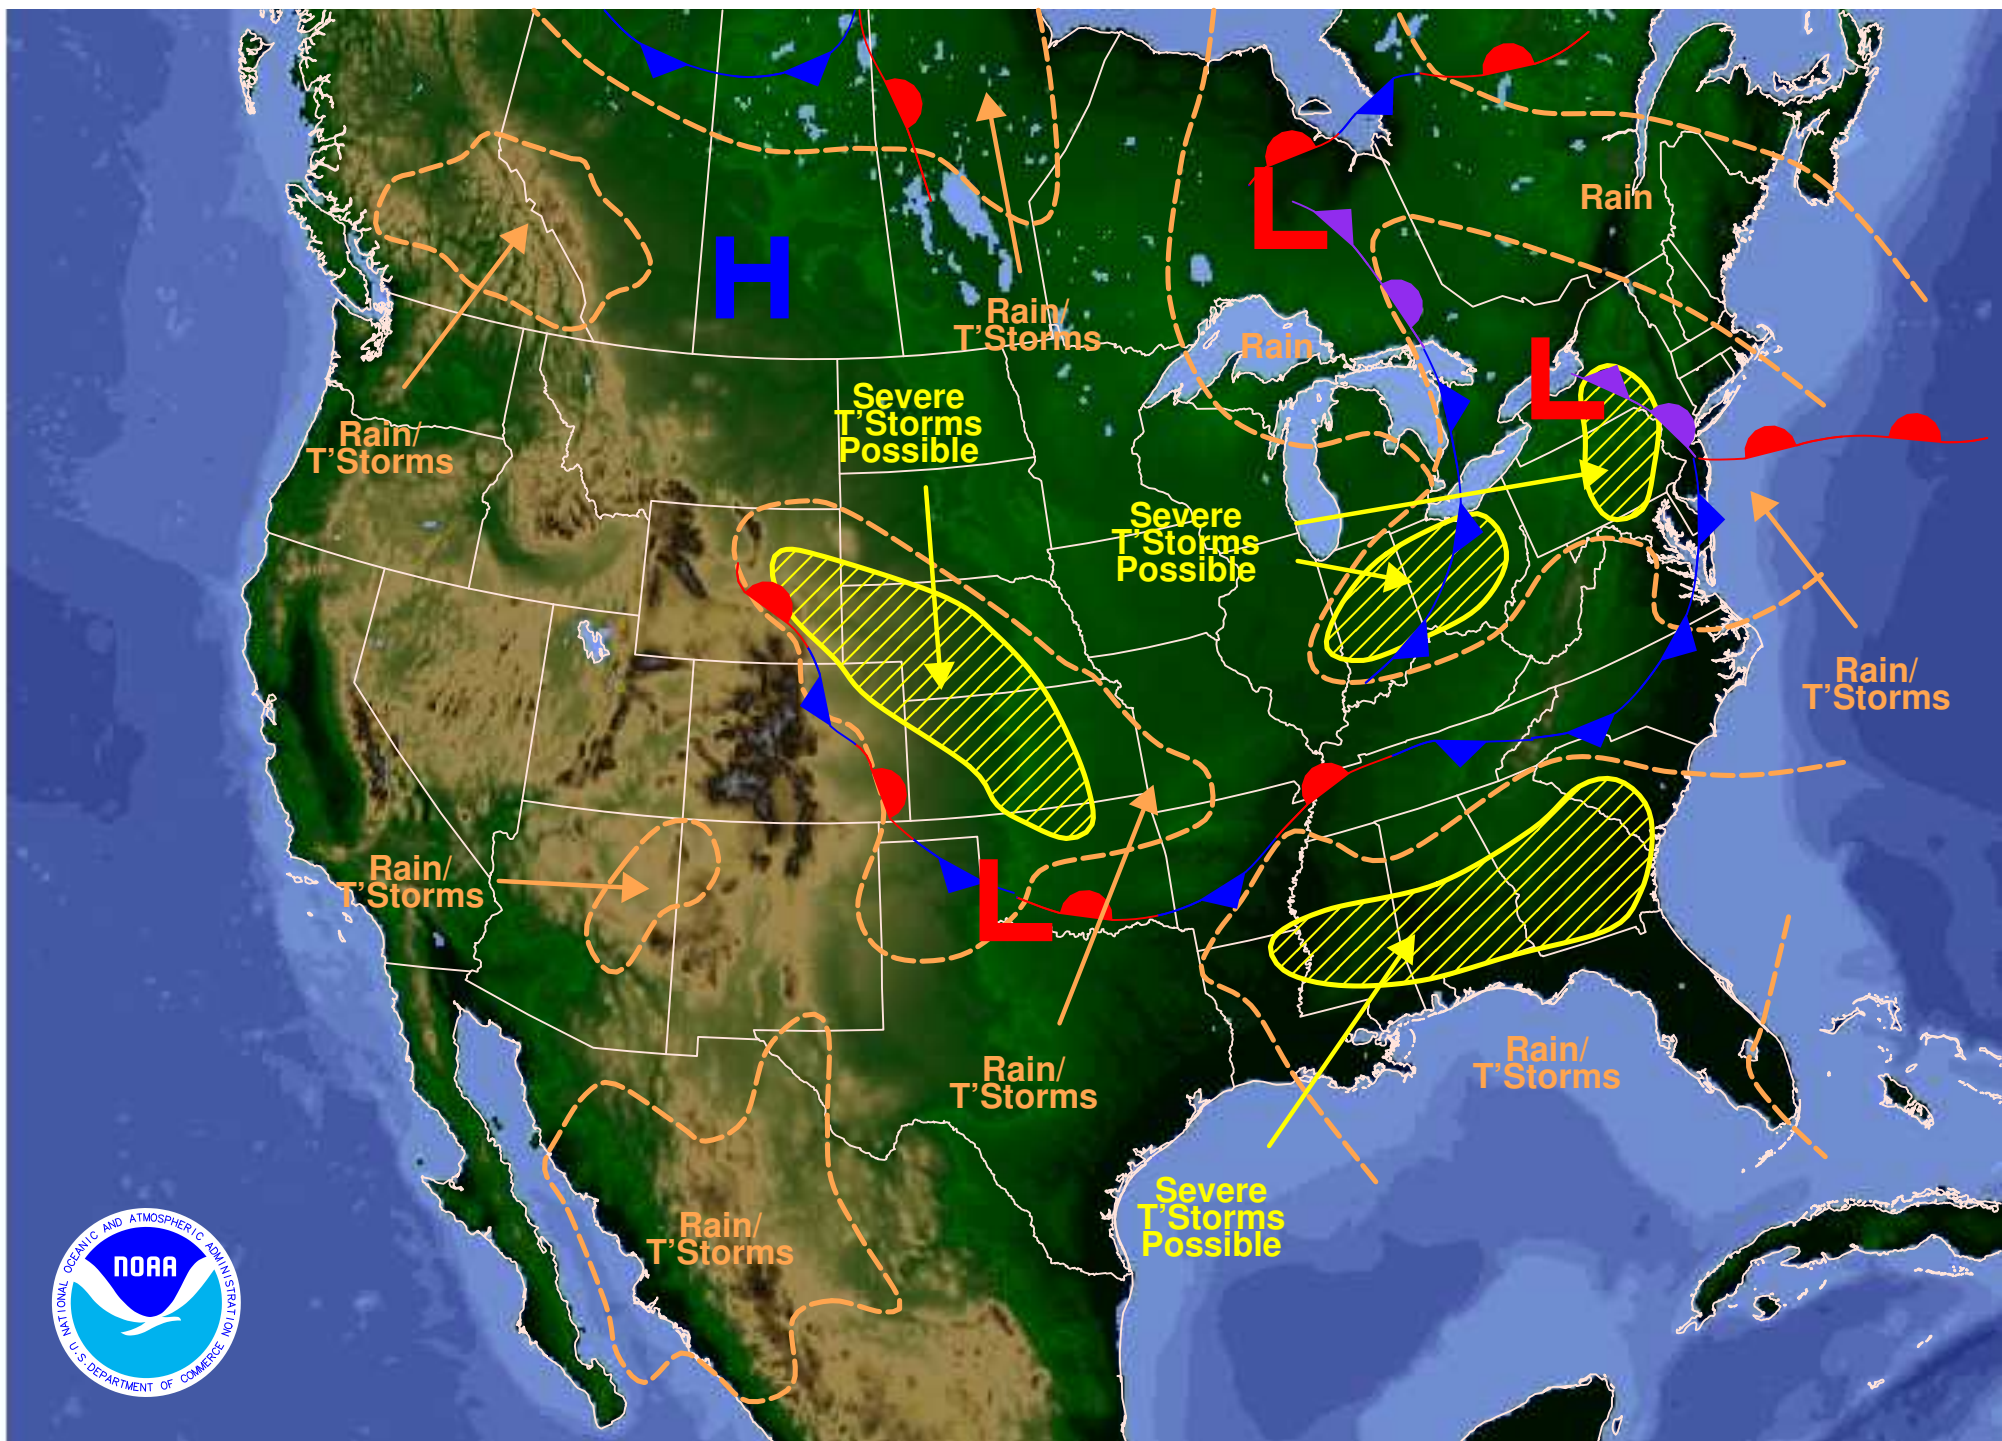 Rain
H
L
Rain/
T'Storms
Rain
L
Severe
T'Storms
Possible
Rain/
T'Storms
Severe
T'Storms
Possible
Rain/
T'Storms
Rain/
T'Storms
L
Rain/
T'Storms
Rain/
T'Storms
Severe
T'Storms
Possible
Rain/
T'Storms
NATIONAL OCEANIC AND ATMOSPHERIC ADMINISTRATION
NOAA
U.S. DEPARTMENT OF COMMERCE